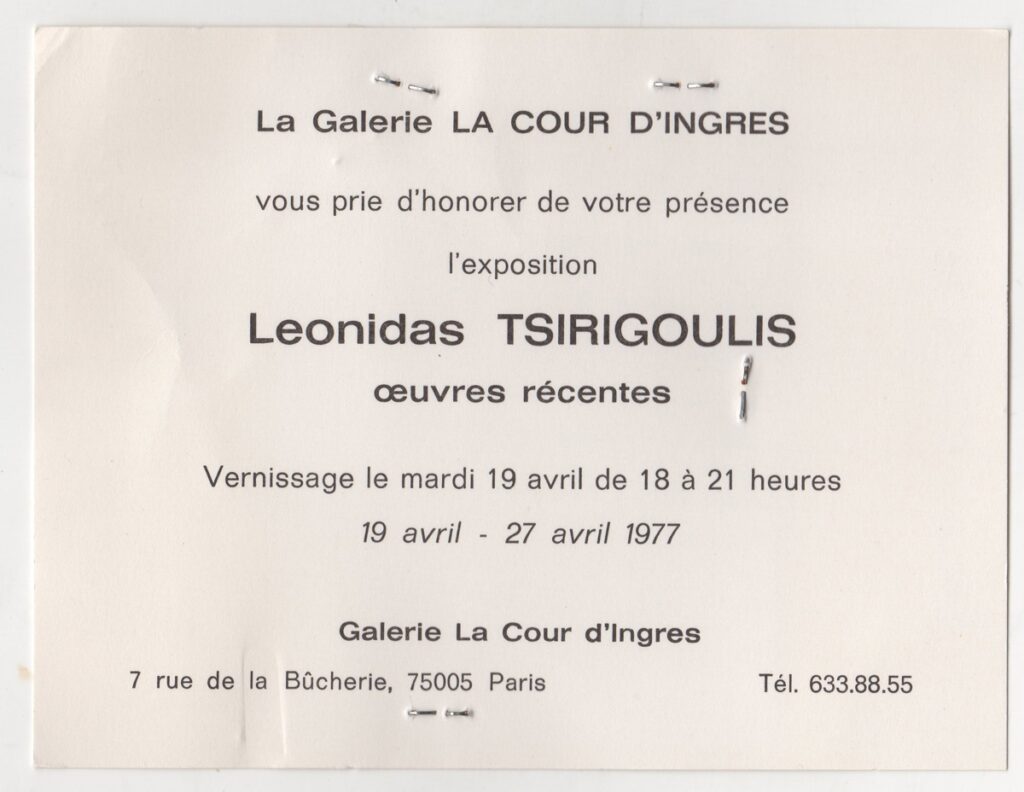 La Galerie LA COUR D'INGRES
vous prie d'honorer de votre présence
l'exposition
Leonidas TSIRIGOULIS
œuvres récentes
Vernissage le mardi 19 avril de 18 à 21 heures
19 avril - 27 avril 1977
Galerie La Cour d'Ingres
7 rue de la Bûcherie, 75005 Paris Tél. 633.88.55